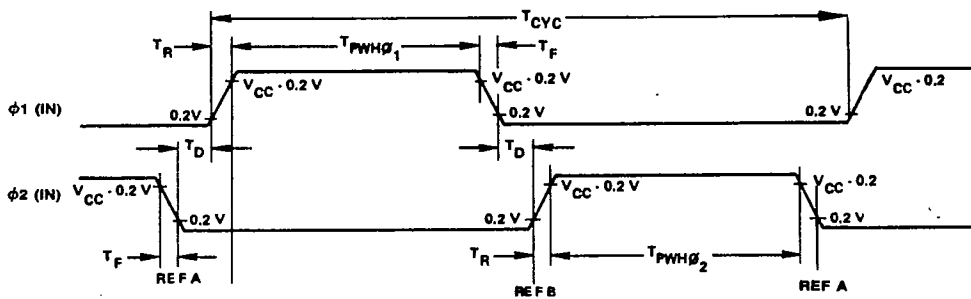 T_CYC
T_R
T_PWHØ1
T_F
V_CC - 0.2 V
V_CC - 0.2 V
V_CC - 0.2
ϕ1 (IN)
0.2V
0.2 V
0.2 V
T_D
T_D
ϕ2 (IN)
V_CC - 0.2 V
V_CC - 0.2 V
V_CC - 0.2
0.2 V
0.2 V
0.2 V
T_F
T_R
T_PWHØ2
REF A
REF B
REF A